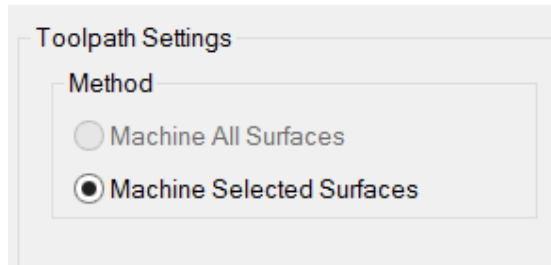 Toolpath Settings
Method
Machine All Surfaces
Machine Selected Surfaces